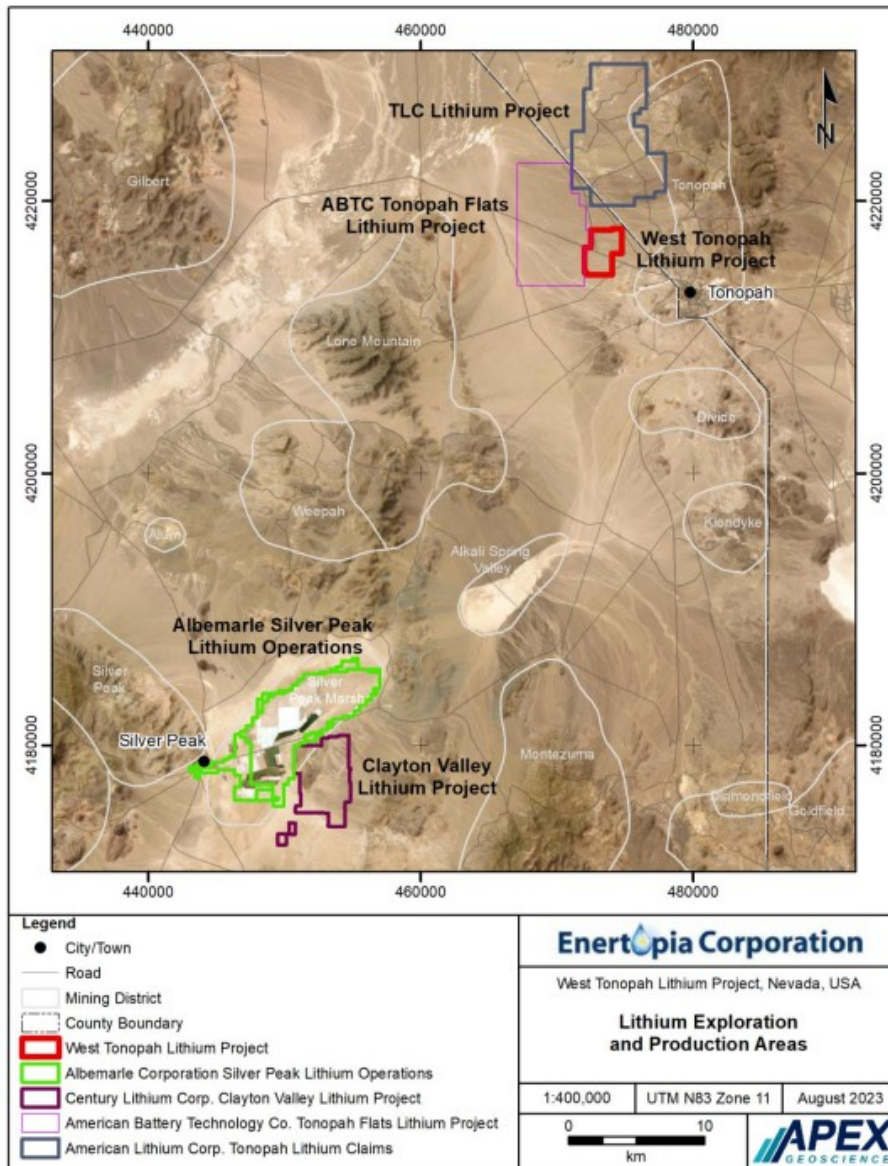 440000
460000
480000
TLC Lithium Project
N
Gilbert
Tonopah
4220000
4220000
ABTC Tonopah Flats
Lithium Project
West Tonopah
Lithium Project
Tonopah
Lone Mountain
Divide
4200000
4200000
Weepah
Klondyke
Alum
Alkali Spring
Valley
Albemarle Silver Peak
Lithium Operations
Silver
Peak
Silver
Peak Marsh
Silver Peak
4180000
4180000
Clayton Valley
Lithium Project
Montezuma
Diamondfield
Goldfield
440000
460000
480000
Legend
City/Town
Road
Mining District
County Boundary
West Tonopah Lithium Project
Albemarle Corporation Silver Peak Lithium Operations
Century Lithium Corp. Clayton Valley Lithium Project
American Battery Technology Co. Tonopah Flats Lithium Project
American Lithium Corp. Tonopah Lithium Claims
Enertopia Corporation
West Tonopah Lithium Project, Nevada, USA
Lithium Exploration
and Production Areas
1:400,000
UTM N83 Zone 11
August 2023
0 10
km
APEX
GEOSCIENCE